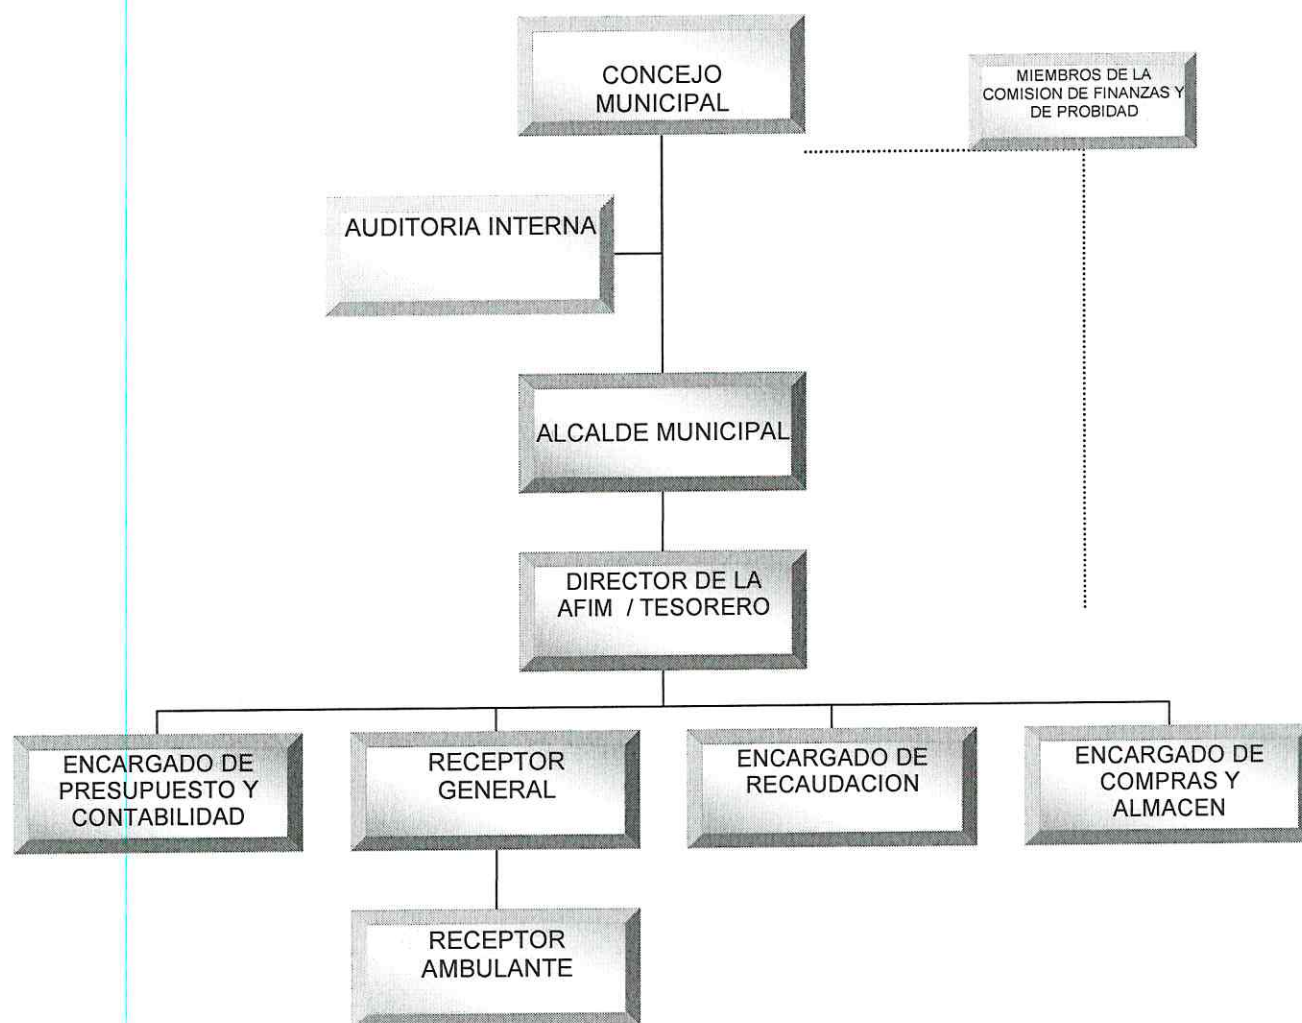 CONCEJO
MUNICIPAL
MIEMBROS DE LA
COMISION DE FINANZAS Y
DE PROBIDAD
AUDITORIA INTERNA
ALCALDE MUNICIPAL
DIRECTOR DE LA
AFIM / TESORERO
ENCARGADO DE
PRESUPUESTO Y
CONTABILIDAD
RECEPTOR
GENERAL
ENCARGADO DE
RECAUDACION
ENCARGADO DE
COMPRAS Y
ALMACEN
RECEPTOR
AMBULANTE